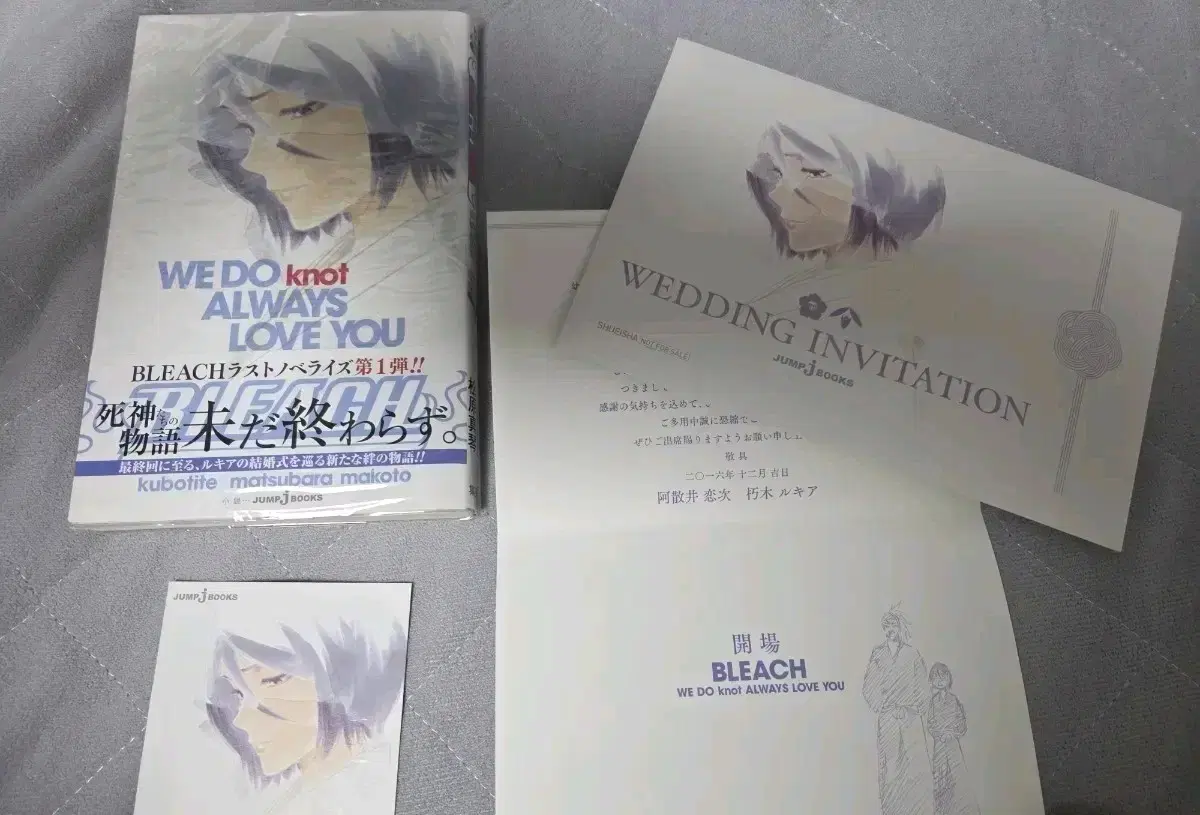 WE DO knot
ALWAYS
LOVE YOU
BLEACHラストノベライズ第1弾!!
BLEACH
死神たちの物語
未だ終わらず。
最終回に至る、ルキアの結婚式を巡る新たな絆の物語!!
kubotite matsubara makoto
JUMP j BOOKS
JUMP j BOOKS
WEDDING INVITATION
SHUEISHA NOT FOR SALE!
JUMP j BOOKS
つきまし
感謝の気持ちを込めて、
ご多用中誠に恐縮で
ぜひご出席賜りますようお願い申し
敬具
二〇一六年 十二月 吉日
阿散井 恋次 朽木 ルキア
開場
BLEACH
WE DO knot ALWAYS LOVE YOU